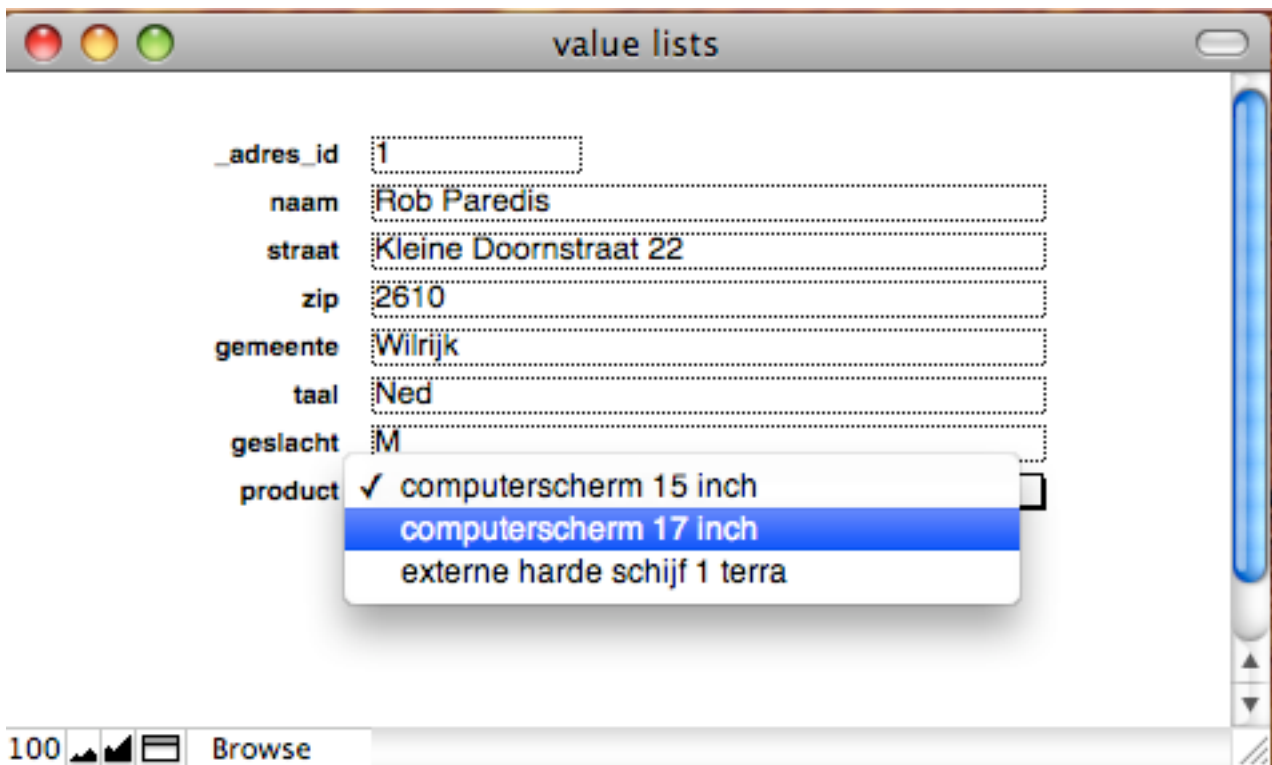 value lists
_adres_id 1
naam Rob Paredis
straat Kleine Doornstraat 22
zip 2610
gemeente Wilrijk
taal Ned
geslacht M
product ✓ computerscherm 15 inch
computerscherm 17 inch
externe harde schijf 1 terra
100 Browse